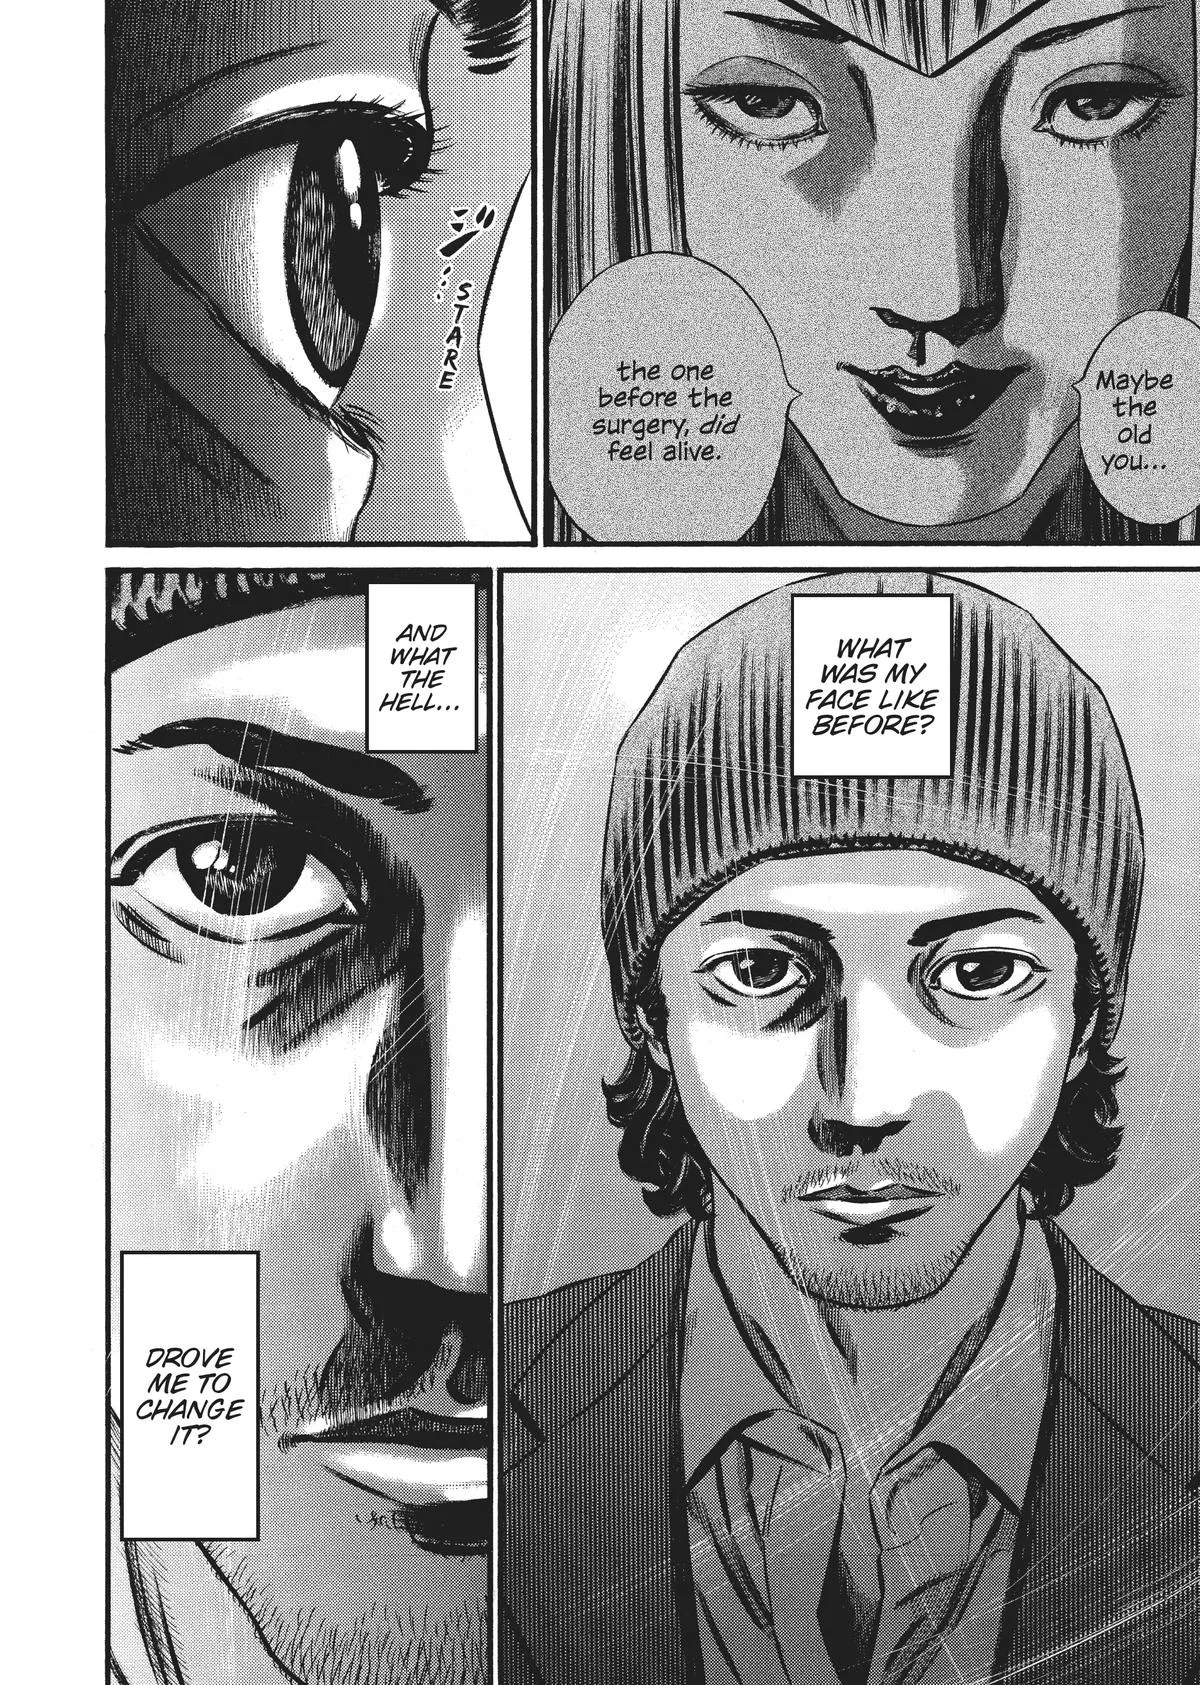 Maybe
the
old
you...
the one
before the
surgery, did
feel alive.
ジ...
STARE
WHAT
WAS MY
FACE LIKE
BEFORE?
AND
WHAT
THE
HELL...
DROVE
ME TO
CHANGE
IT?